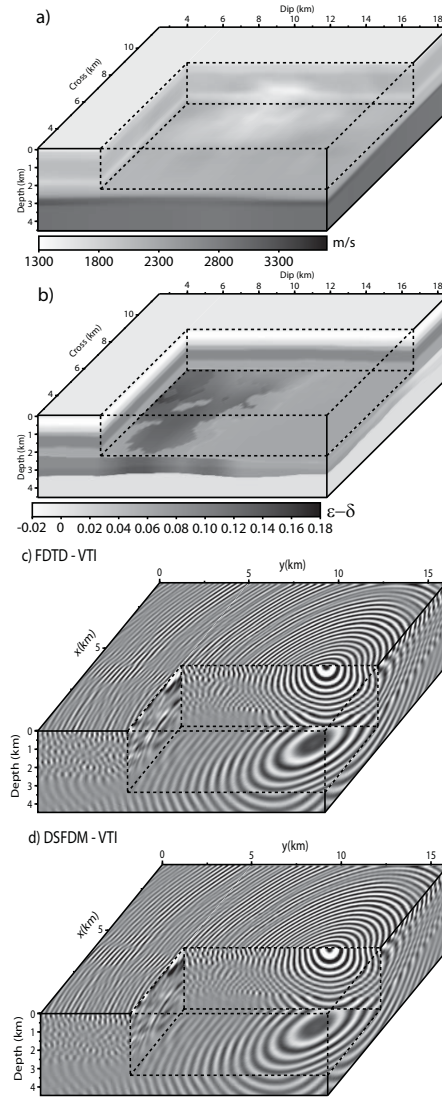 a)
Dip (km)
4 6 8 10 12 14 16 18
Cross (km)
10
8
6
4
Depth (km)
0
1
2
3
4
m/s
1300 1800 2300 2800 3300
b)
Dip (km)
4 6 8 10 12 14 16 18
Cross (km)
10
8
6
4
Depth (km)
0
1
2
3
4
ε−δ
-0.02 0 0.02 0.04 0.06 0.08 0.10 0.12 0.14 0.16 0.18
c) FDTD - VTI
y(km)
0 5 10 15
x(km)
5
Depth (km)
0
1
2
3
4
d) DSFDM - VTI
y(km)
0 5 10 15
x(km)
5
Depth (km)
0
1
2
3
4